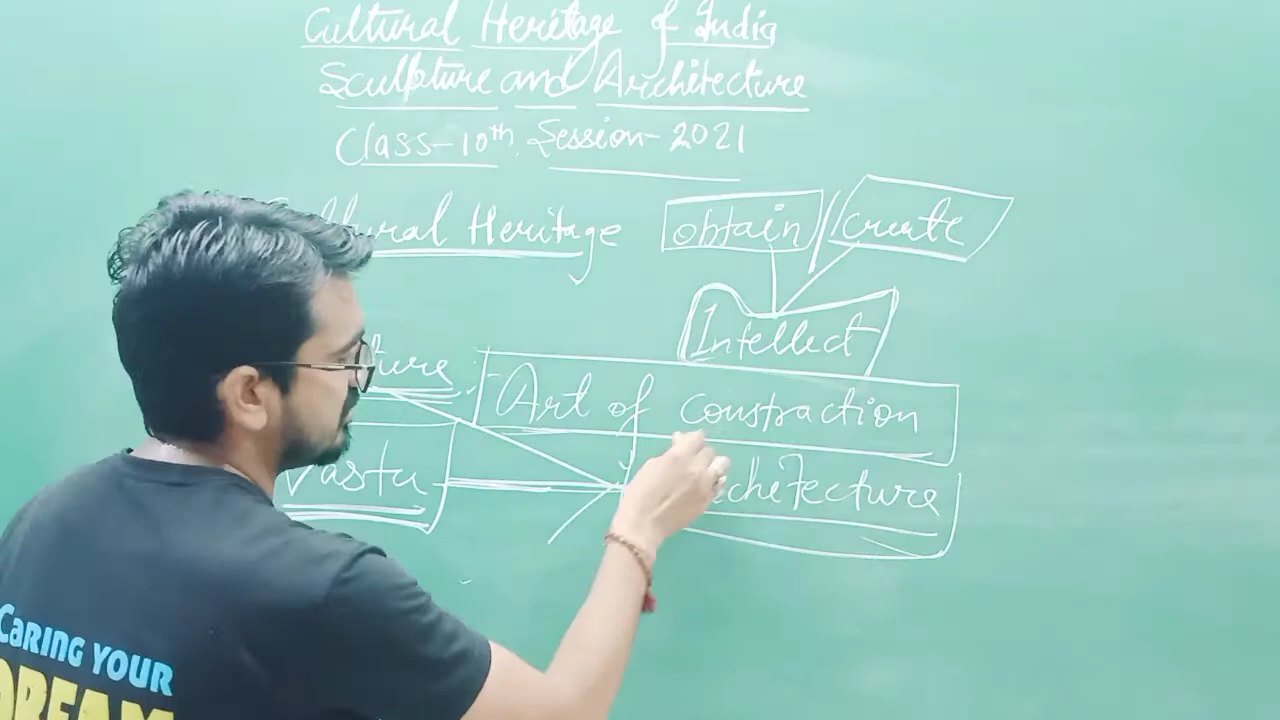 Cultural Heritage of India
Sculpture and Architecture
Class-10th Session-2021
Heritage obtain // create
Intellect
Art of constraction
Vastu
CARING YOUR
DREAM